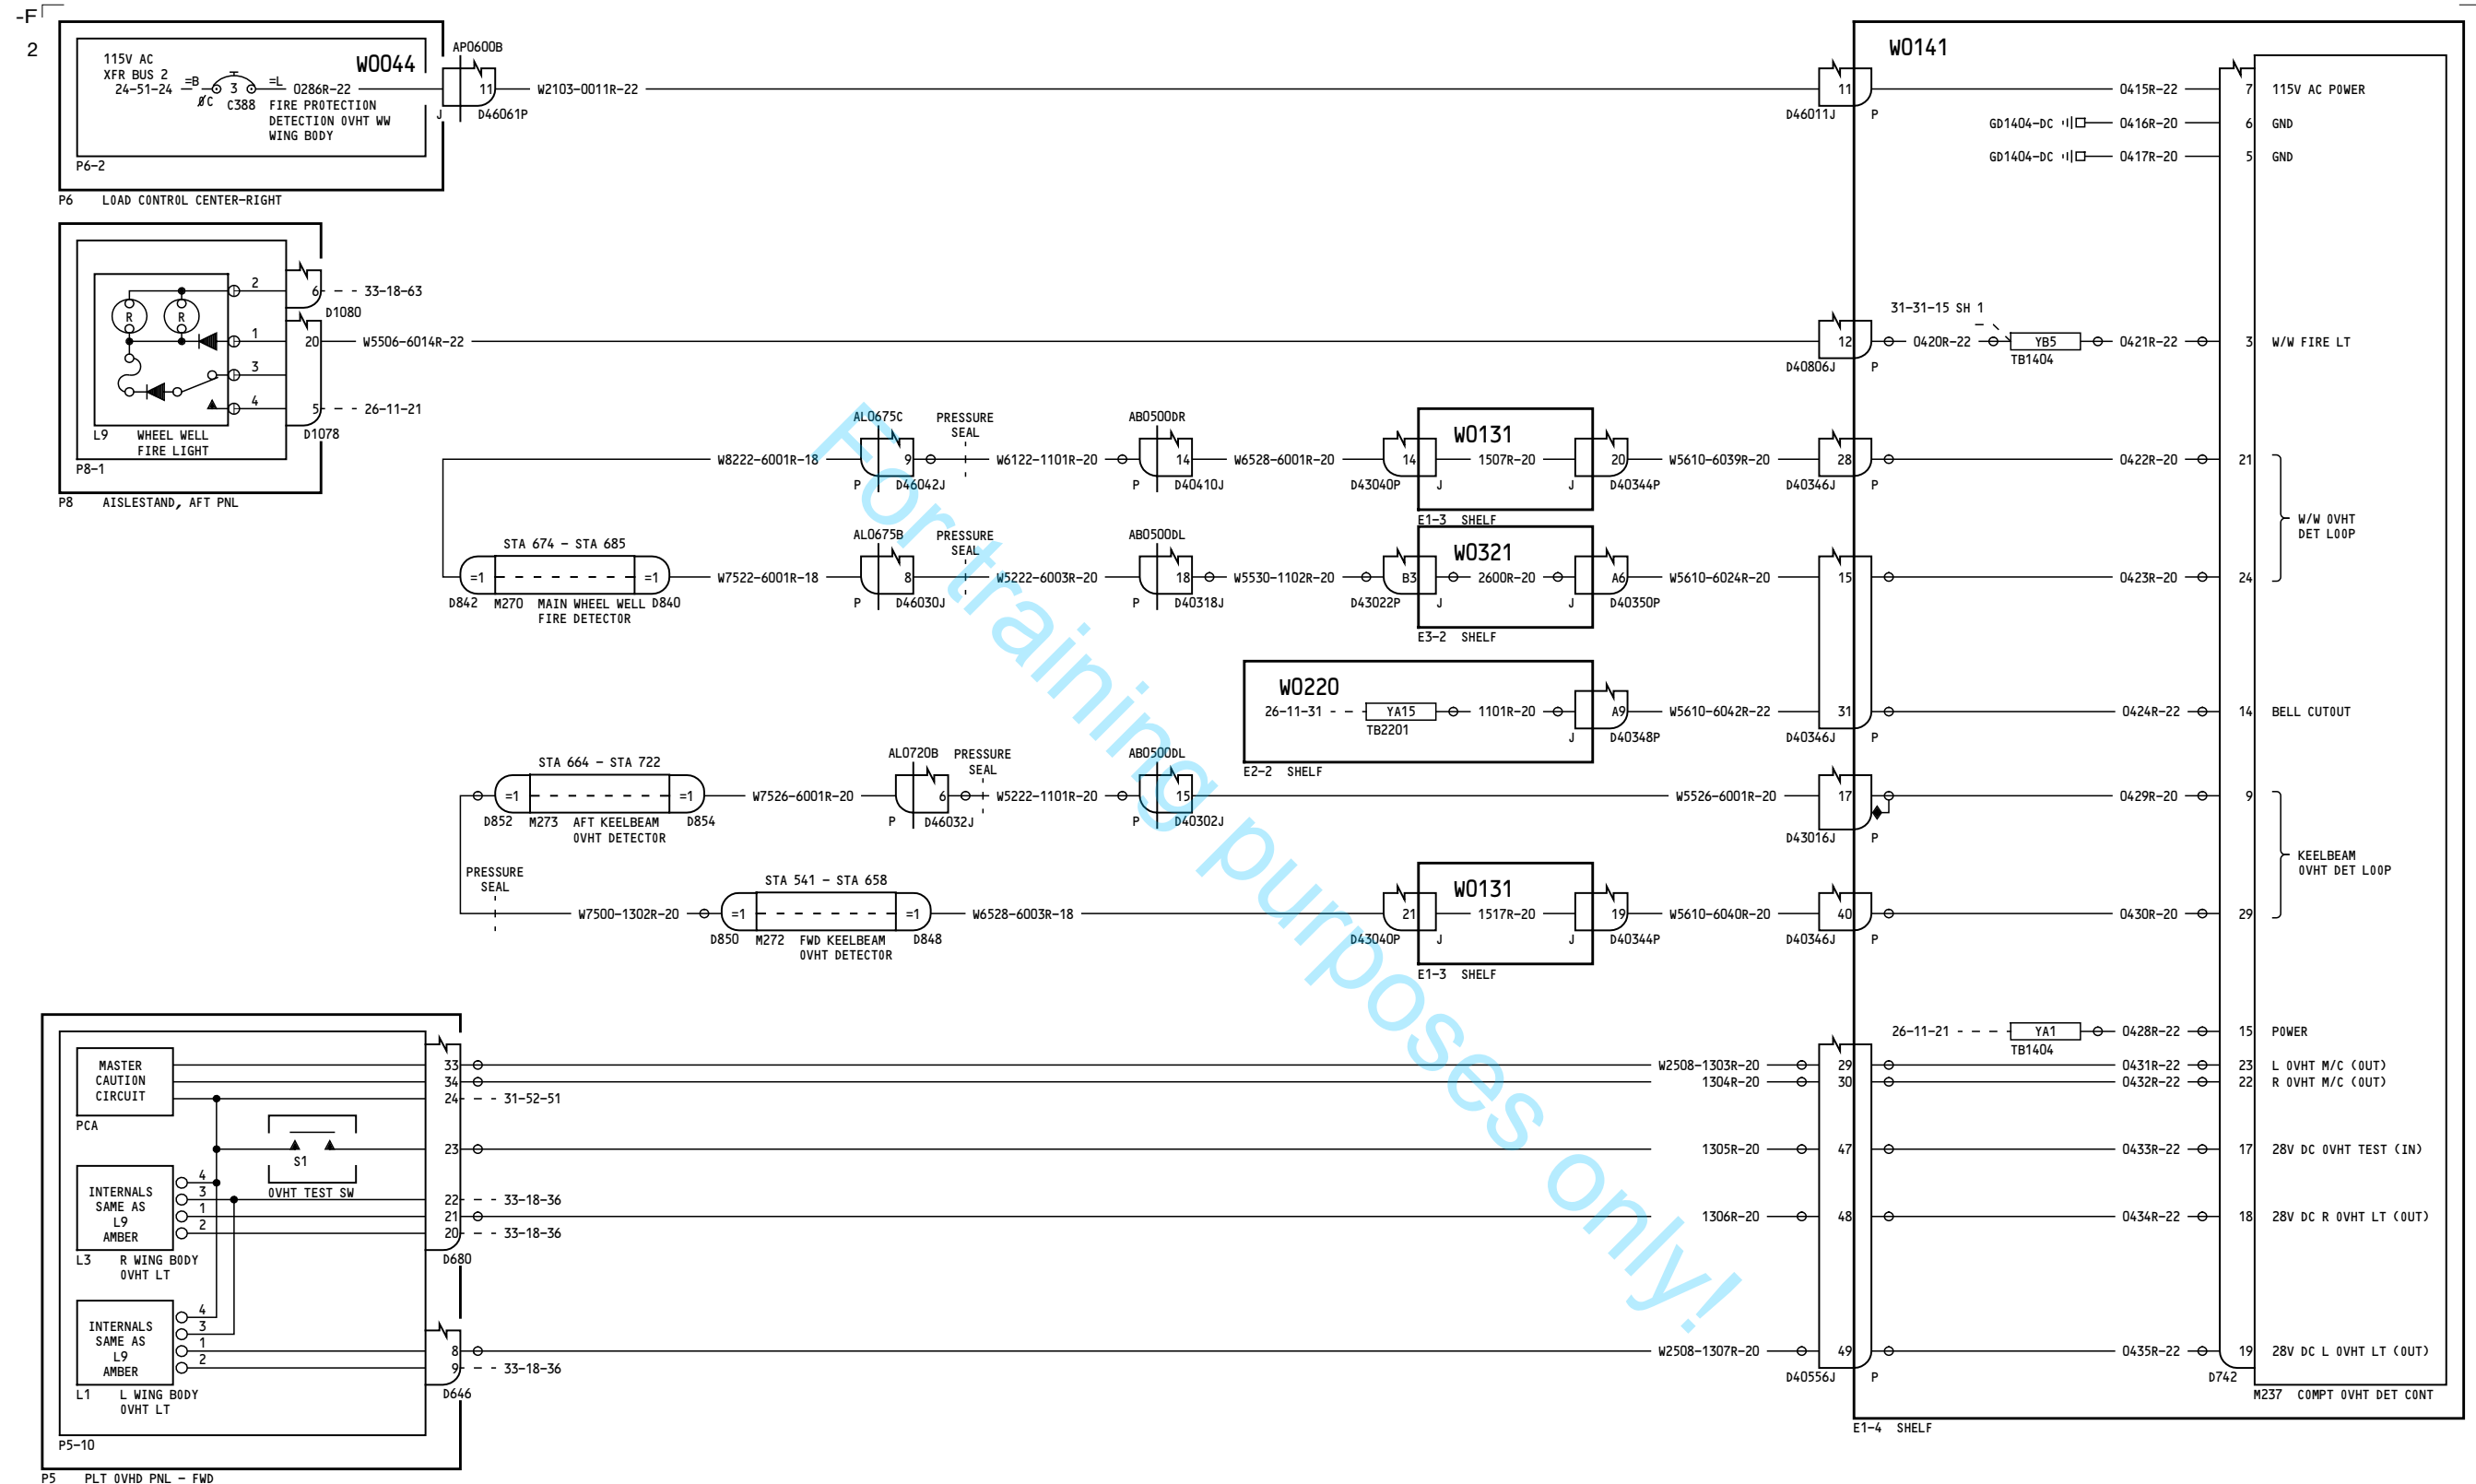 -F
2
115V AC
XFR BUS 2
24-51-24
=B
ØC
3
C388
=L
0286R-22
W0044
FIRE PROTECTION
DETECTION OVHT WW
WING BODY
P6-2
P6 LOAD CONTROL CENTER-RIGHT
AP0600B
11
J
D46061P
W2103-0011R-22
11
D46011J
P
W0141
0415R-22
7
115V AC POWER
GD1404-DC
0416R-20
6
GND
GD1404-DC
0417R-20
5
GND
R
R
2
1
3
4
L9 WHEEL WELL
FIRE LIGHT
P8-1
P8 AISLESTAND, AFT PNL
6
33-18-63
D1080
20
W5506-6014R-22
5
26-11-21
D1078
12
D40806J
P
31-31-15 SH 1
0420R-22
YB5
TB1404
0421R-22
3
W/W FIRE LT
W8222-6001R-18
AL0675C
9
P
D46042J
PRESSURE
SEAL
W6122-1101R-20
AB0500DR
14
P
D40410J
W6528-6001R-20
14
D43040P
J
W0131
1507R-20
20
J
D40344P
E1-3 SHELF
W5610-6039R-20
28
D40346J
P
0422R-20
21
W/W OVHT
DET LOOP
STA 674 - STA 685
=1
=1
D842
M270 MAIN WHEEL WELL
FIRE DETECTOR
D840
W7522-6001R-18
AL0675B
8
P
D46030J
PRESSURE
SEAL
W5222-6003R-20
AB0500DL
18
P
D40318J
W5530-1102R-20
B3
D43022P
J
W0321
2600R-20
A6
J
D40350P
E3-2 SHELF
W5610-6024R-20
15
0423R-20
24
W0220
26-11-31
YA15
TB2201
1101R-20
A9
J
D40348P
E2-2 SHELF
W5610-6042R-22
31
D40346J
P
0424R-22
14
BELL CUTOUT
STA 664 - STA 722
=1
=1
D852
M273 AFT KEELBEAM
OVHT DETECTOR
D854
W7526-6001R-20
AL0720B
6
P
D46032J
PRESSURE
SEAL
W5222-1101R-20
AB0500DL
15
P
D40302J
W5526-6001R-20
17
D43016J
P
0429R-20
9
KEELBEAM
OVHT DET LOOP
PRESSURE
SEAL
W7500-1302R-20
STA 541 - STA 658
=1
=1
D850
M272 FWD KEELBEAM
OVHT DETECTOR
D848
W6528-6003R-18
21
D43040P
J
W0131
1517R-20
19
J
D40344P
E1-3 SHELF
W5610-6040R-20
40
D40346J
P
0430R-20
29
26-11-21
YA1
TB1404
0428R-22
15
POWER
MASTER
CAUTION
CIRCUIT
PCA
33
W2508-1303R-20
29
0431R-22
23
L OVHT M/C (OUT)
34
1304R-20
30
0432R-22
22
R OVHT M/C (OUT)
24
31-52-51
S1
OVHT TEST SW
23
1305R-20
47
0433R-22
17
28V DC OVHT TEST (IN)
INTERNALS
SAME AS
L9
AMBER
4
3
1
2
L3 R WING BODY
OVHT LT
22
33-18-36
21
1306R-20
48
0434R-22
18
28V DC R OVHT LT (OUT)
20
33-18-36
D680
INTERNALS
SAME AS
L9
AMBER
4
3
1
2
L1 L WING BODY
OVHT LT
8
W2508-1307R-20
49
0435R-22
19
28V DC L OVHT LT (OUT)
9
33-18-36
D646
D40556J
P
D742
M237 COMPT OVHT DET CONT
E1-4 SHELF
P5-10
P5 PLT OVHD PNL - FWD
For training purposes only!